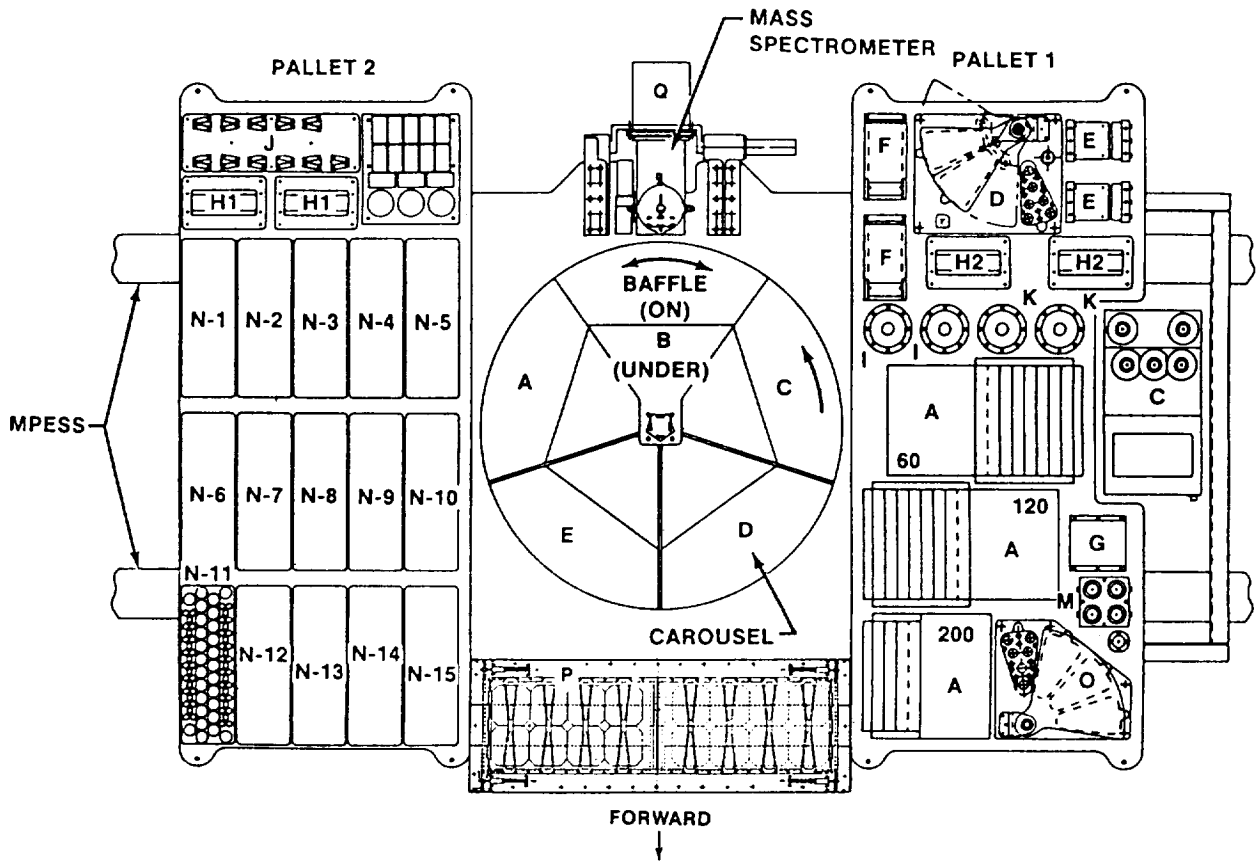 MASS
SPECTROMETER
PALLET 2
PALLET 1
Q
J
F
E
D
H1
H1
E
F
H2
H2
BAFFLE
(ON)
K
K
N-1
N-2
N-3
N-4
N-5
B
(UNDER)
I
I
A
C
A
C
MPESS
60
N-6
N-7
N-8
N-9
N-10
120
E
D
A
G
N-11
M
CAROUSEL
200
N-12
N-13
N-14
N-15
P
A
O
FORWARD